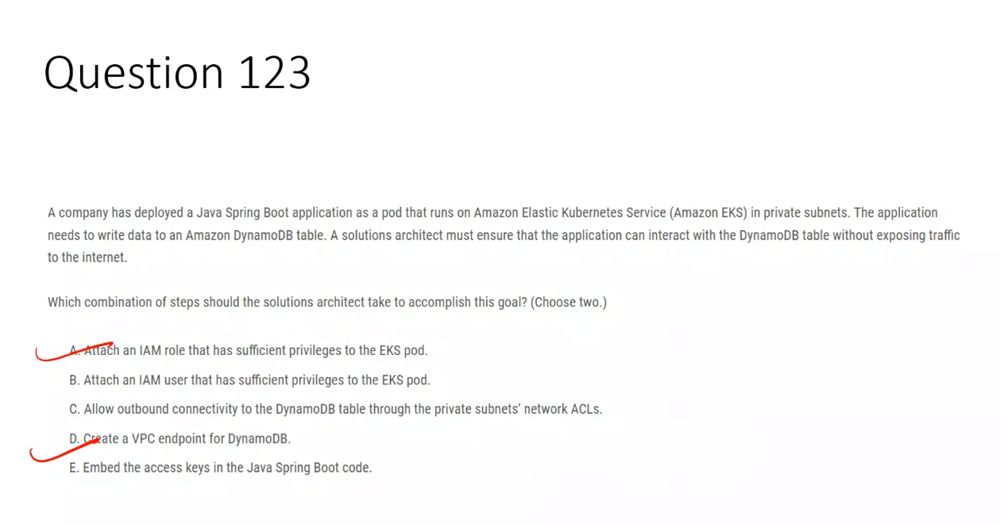 Question 123
A company has deployed a Java Spring Boot application as a pod that runs on Amazon Elastic Kubernetes Service (Amazon EKS) in private subnets. The application
needs to write data to an Amazon DynamoDB table. A solutions architect must ensure that the application can interact with the DynamoDB table without exposing traffic
to the internet.
Which combination of steps should the solutions architect take to accomplish this goal? (Choose two.)
A. Attach an IAM role that has sufficient privileges to the EKS pod.
B. Attach an IAM user that has sufficient privileges to the EKS pod.
C. Allow outbound connectivity to the DynamoDB table through the private subnets’ network ACLs.
D. Create a VPC endpoint for DynamoDB.
E. Embed the access keys in the Java Spring Boot code.